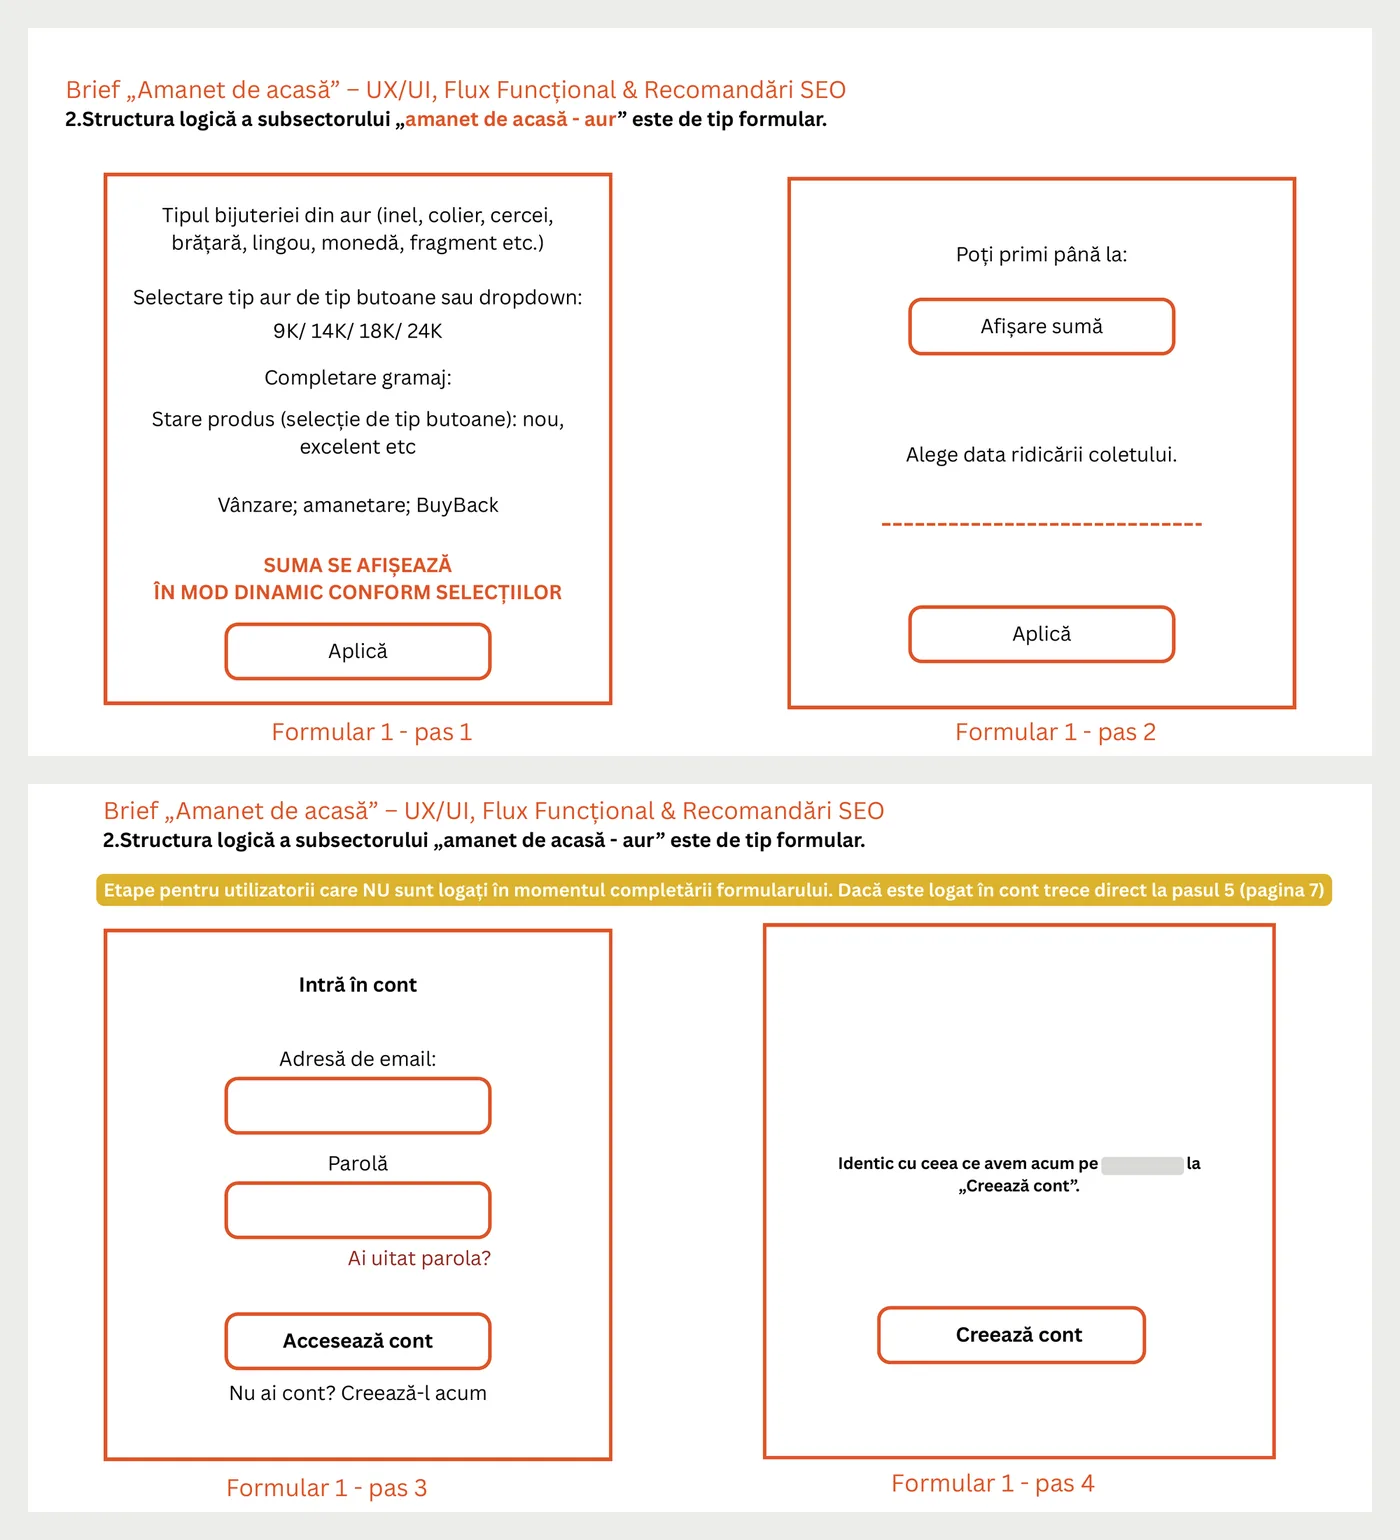 Brief „Amanet de acasă” – UX/UI, Flux Funcțional & Recomandări SEO
2.Structura logică a subsectorului „amanet de acasă - aur” este de tip formular.
Tipul bijuteriei din aur (inel, colier, cercei,
brățară, lingou, monedă, fragment etc.)
Selectare tip aur de tip butoane sau dropdown:
9K/ 14K/ 18K/ 24K
Completare gramaj:
Stare produs (selecție de tip butoane): nou,
excelent etc
Vânzare; amanetare; BuyBack
SUMA SE AFIȘEAZĂ
ÎN MOD DINAMIC CONFORM SELECȚIILOR
Aplică
Formular 1 - pas 1
Poți primi până la:
Afișare sumă
Alege data ridicării coletului.
Aplică
Formular 1 - pas 2
Brief „Amanet de acasă” – UX/UI, Flux Funcțional & Recomandări SEO
2.Structura logică a subsectorului „amanet de acasă - aur” este de tip formular.
Etape pentru utilizatorii care NU sunt logați în momentul completării formularului. Dacă este logat în cont trece direct la pasul 5 (pagina 7)
Intră în cont
Adresă de email:
Parolă
Ai uitat parola?
Accesează cont
Nu ai cont? Creează-l acum
Formular 1 - pas 3
Identic cu ceea ce avem acum pe la
„Creează cont”.
Creează cont
Formular 1 - pas 4